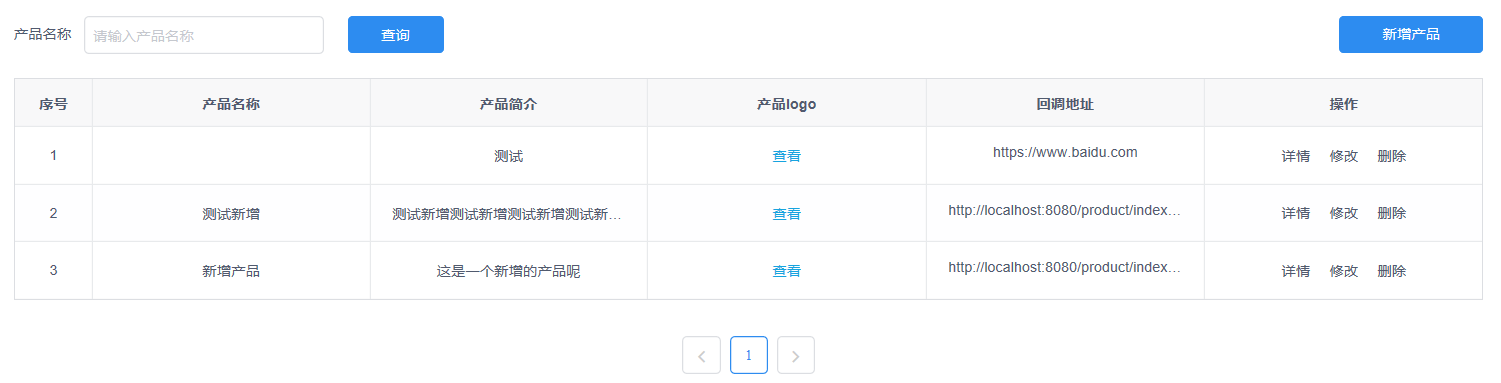 产品名称 请输入产品名称 查询 新增产品
序号 产品名称 产品简介 产品logo 回调地址 操作
1 测试 查看 https://www.baidu.com 详情 修改 删除
2 测试新增 测试新增测试新增测试新增测试新... 查看 http://localhost:8080/product/index... 详情 修改 删除
3 新增产品 这是一个新增的产品呢 查看 http://localhost:8080/product/index... 详情 修改 删除
1